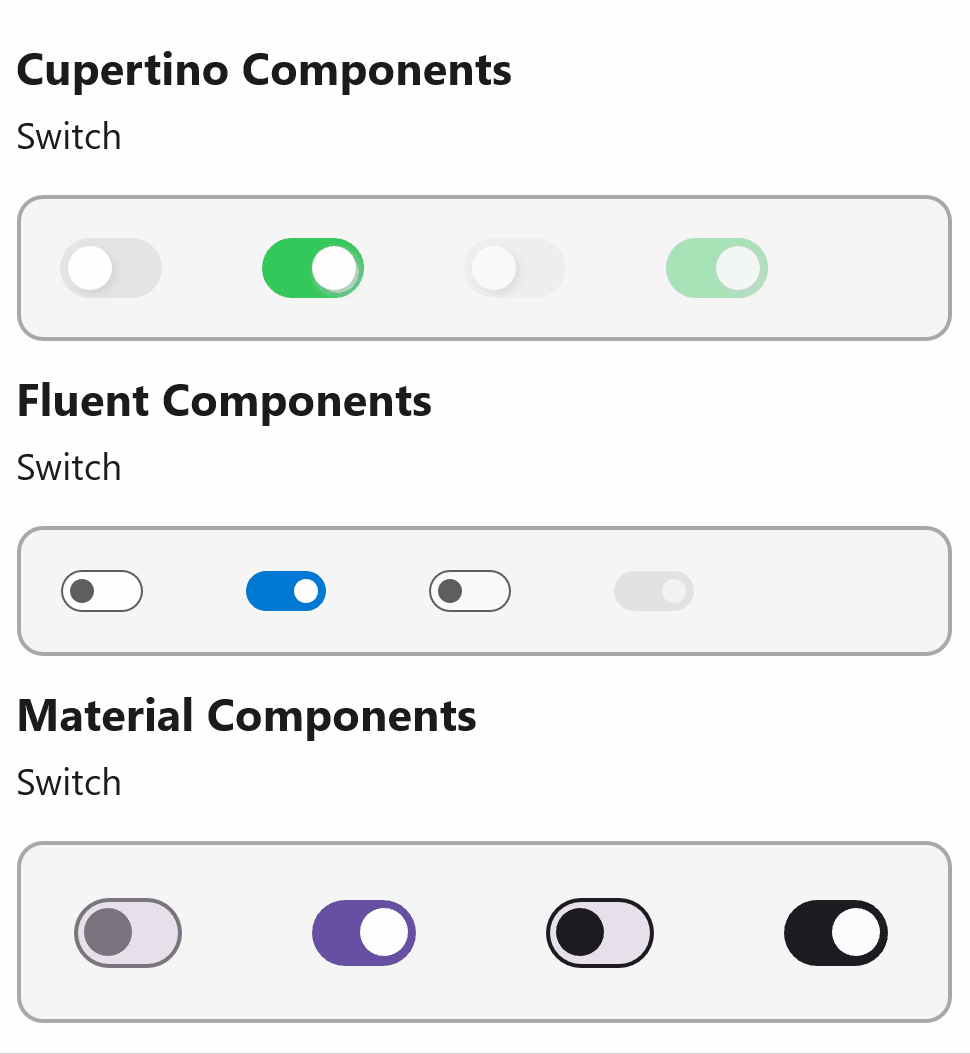 Cupertino Components
Switch
Fluent Components
Switch
Material Components
Switch